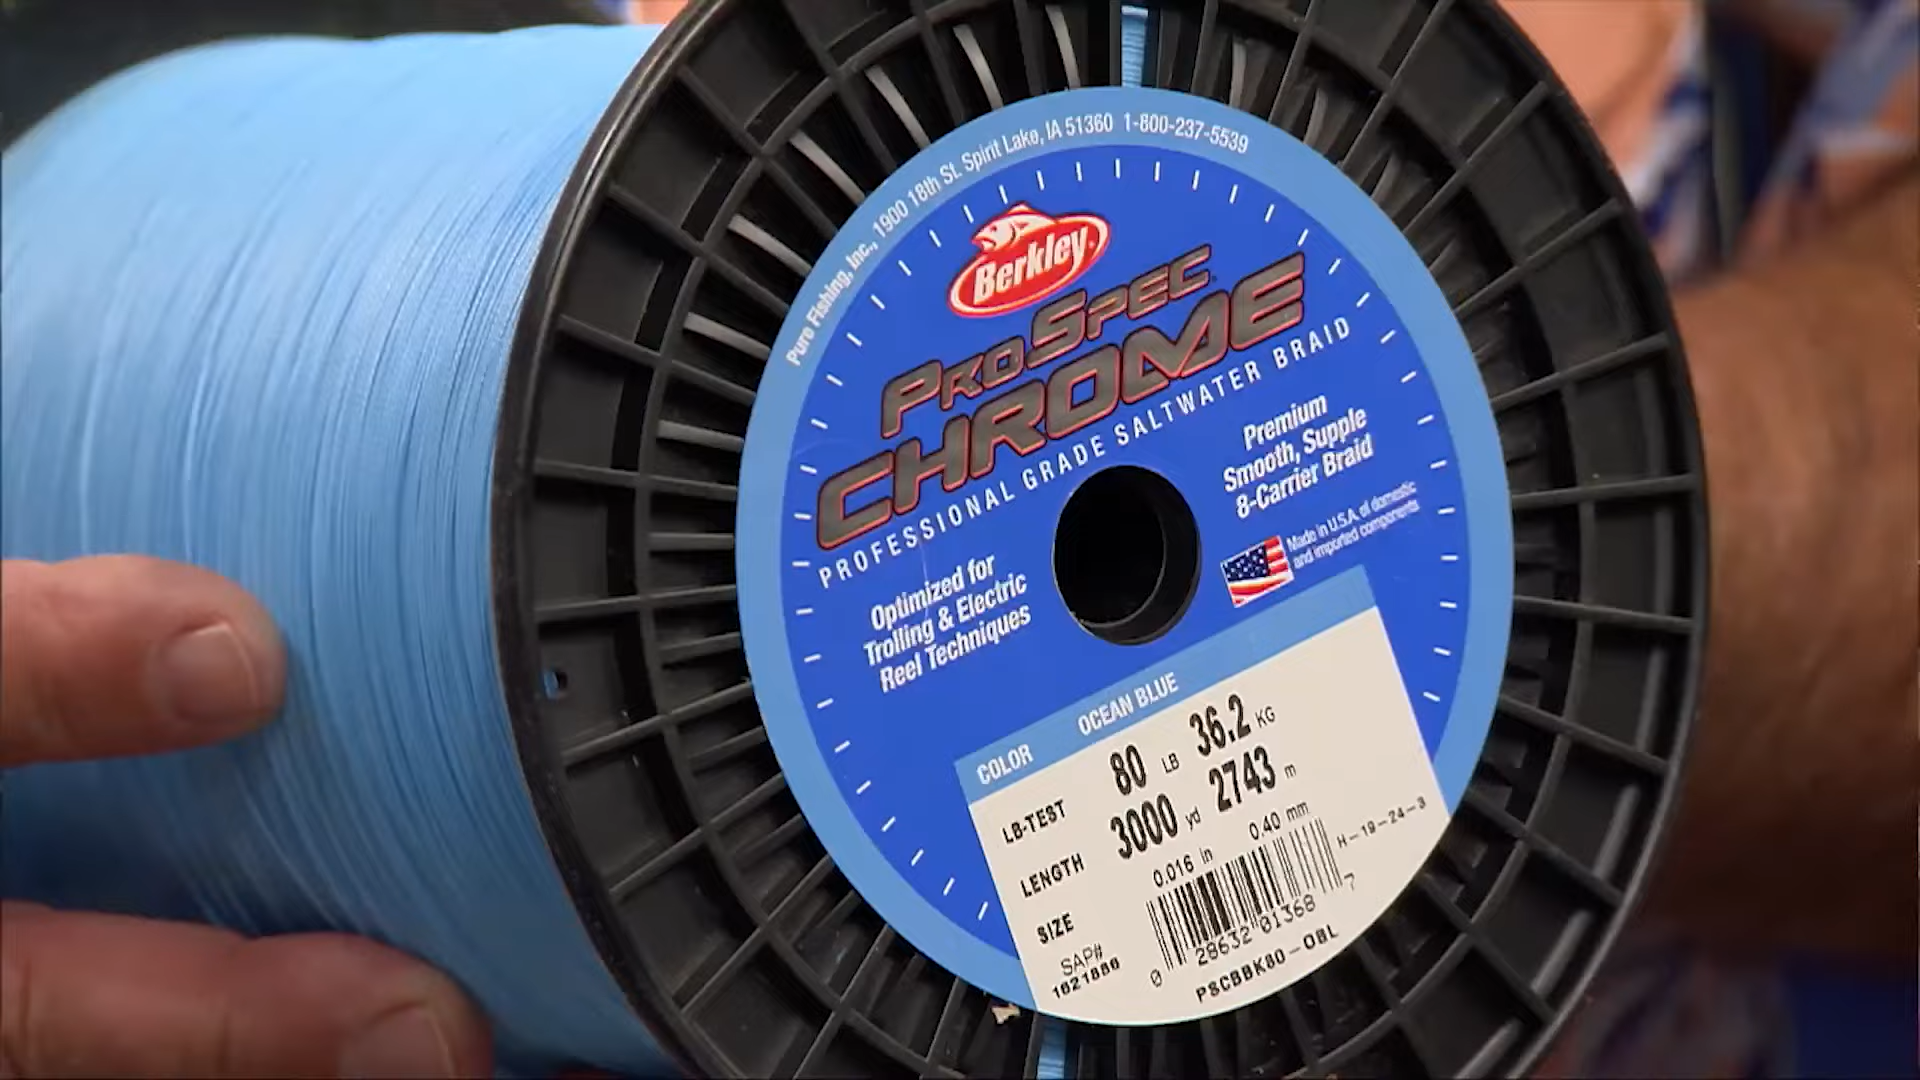 Pure Fishing, Inc., 1900 18th St. Spirit Lake, IA 51360 1-800-237-5539
Berkley
PROSPEC
CHROME
PROFESSIONAL GRADE SALTWATER BRAID
Premium
Smooth, Supple
8-Carrier Braid
Made in U.S.A. of domestic
and imported components
Optimized for
Trolling & Electric
Reel Techniques
COLOR OCEAN BLUE
LB-TEST 80 LB 36.2 KG
LENGTH 3000 yd 2743 m
SIZE 0.016 in 0.40 mm
H-19-24-3
SAP#
1621886
0 28632 01368 7
PSCBBK80-OBL